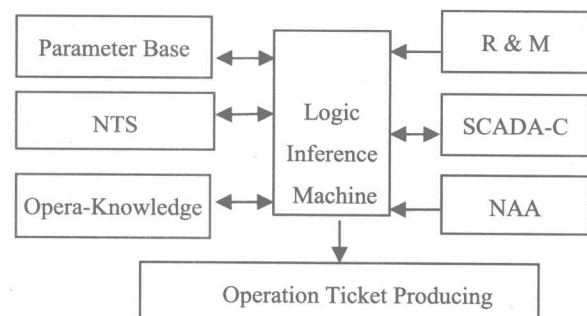 Parameter Base
NTS
Opera-Knowledge
Logic
Inference
Machine
R & M
SCADA-C
NAA
Operation Ticket Producing